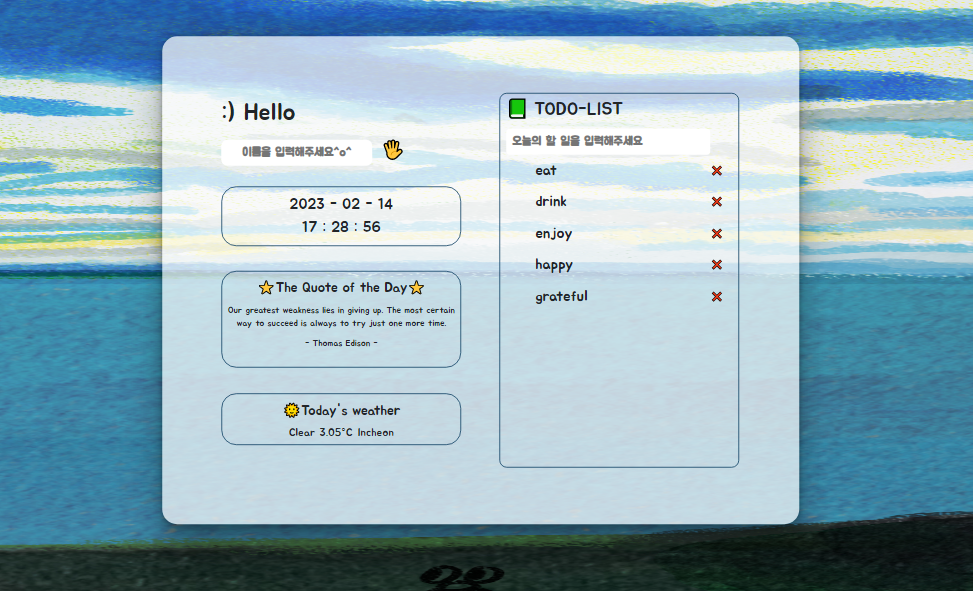 :) Hello
이름을 입력해주세요^o^
2023 - 02 - 14
17 : 28 : 56
The Quote of the Day
Our greatest weakness lies in giving up. The most certain
way to succeed is always to try just one more time.
- Thomas Edison -
Today's weather
Clear 3.05°C Incheon
TODO-LIST
오늘의 할 일을 입력해주세요
eat
drink
enjoy
happy
grateful